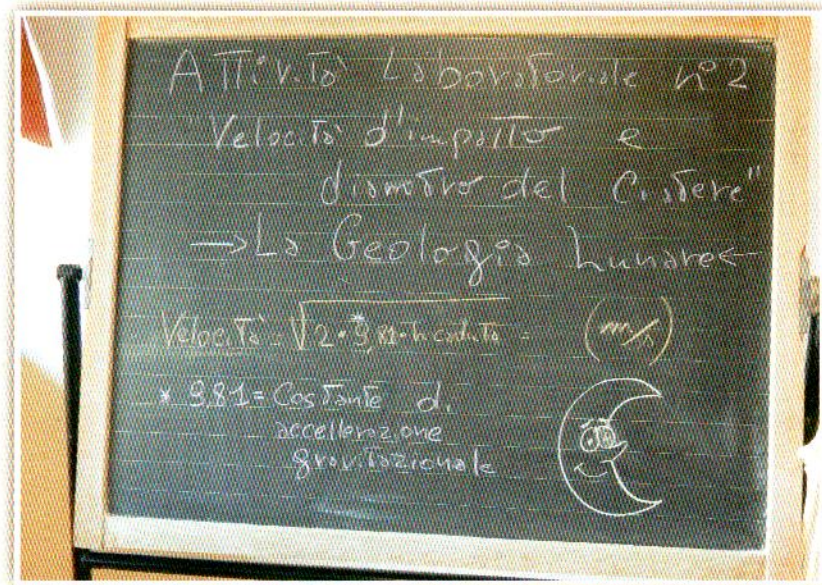 Attività Laboratoriale n°2
"Velocità d'impatto e
diametro del Cratere"
→La Geologia Lunare←
Velocità=√2·9,81*·h caduta = (m/s)
* 9,81=Costante di
accellerazione
gravitazionale